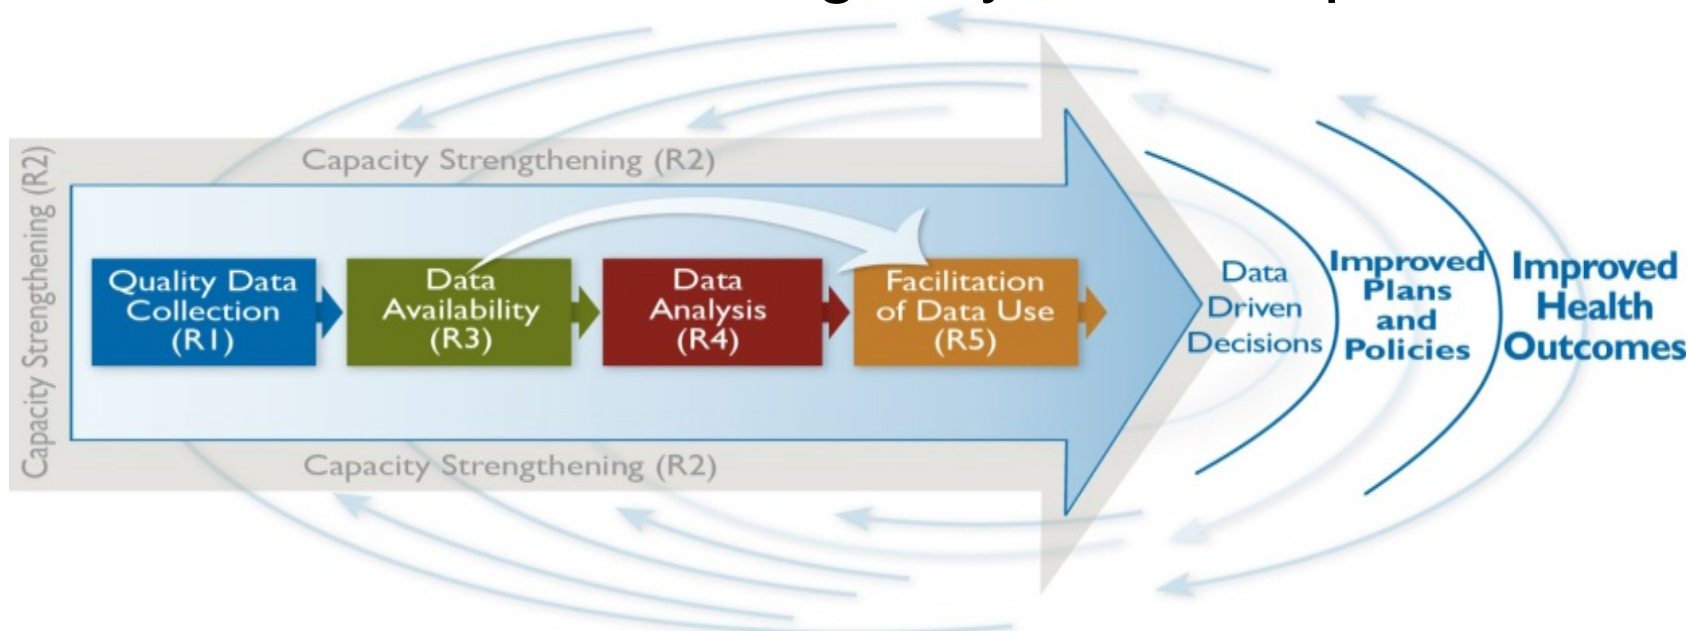 Capacity Strengthening (R2)
Capacity Strengthening (R2)
Quality Data
Collection
(R1)
Data
Availability
(R3)
Data
Analysis
(R4)
Facilitation
of Data Use
(R5)
Data
Driven
Decisions
Improved
Plans
and
Policies
Improved
Health
Outcomes
Capacity Strengthening (R2)